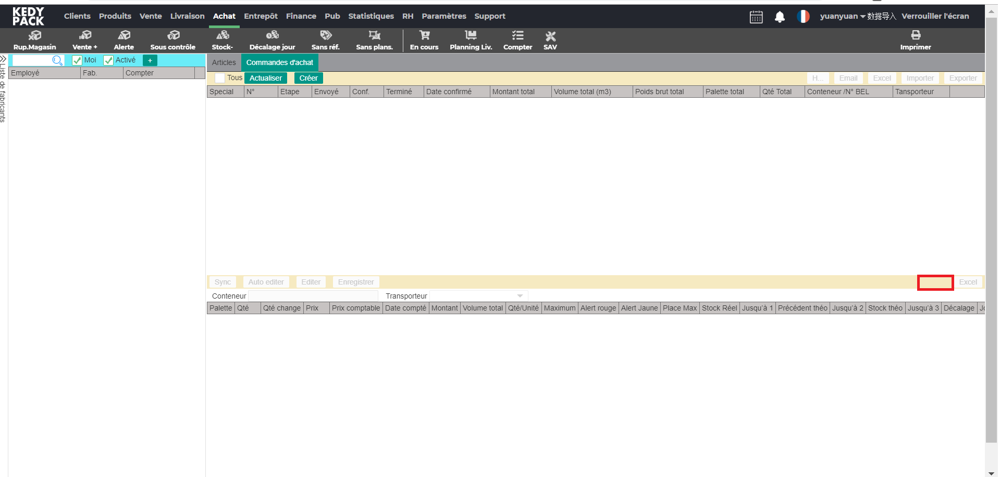 KEDY PACK
Clients Produits Vente Livraison Achat Entrepôt Finance Pub Statistiques RH Paramètres Support
yuanyuan 数据导入 Verrouiller l'écran
Rup.Magasin Vente + Alerte Sous contrôle Stock- Décalage jour Sans réf. Sans plans. En cours Planning Liv. Compter SAV Imprimer
Liste de fabricants
Moi Activé +
Employé Fab. Compter
Articles Commandes d'achat
Tous Actualiser Créer H... Email Excel Importer Exporter
Special N° Etape Envoyé Conf. Terminé Date confirmé Montant total Volume total (m3) Poids brut total Palette total Qté Total Conteneur /N° BEL Tansporteur
Sync Auto editer Editer Enregistrer Excel
Conteneur Transporteur
Palette Qté Qté change Prix Prix comptable Date compté Montant Volume total Qté/Unité Maximum Alert rouge Alert Jaune Place Max Stock Réel Jusqu'à 1 Précédent théo Jusqu'à 2 Stock théo Jusqu'à 3 Décalage